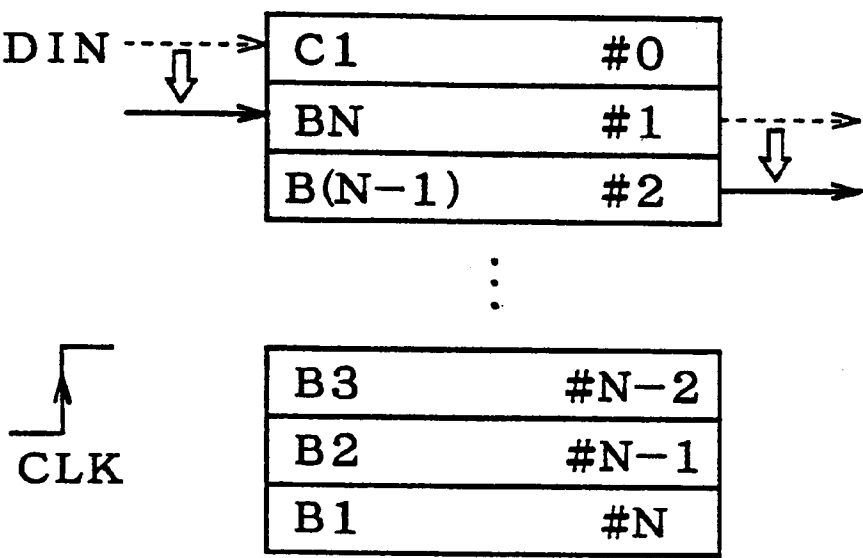 DIN
C1 #0
BN #1
B(N-1) #2
B3 #N-2
B2 #N-1
B1 #N
CLK